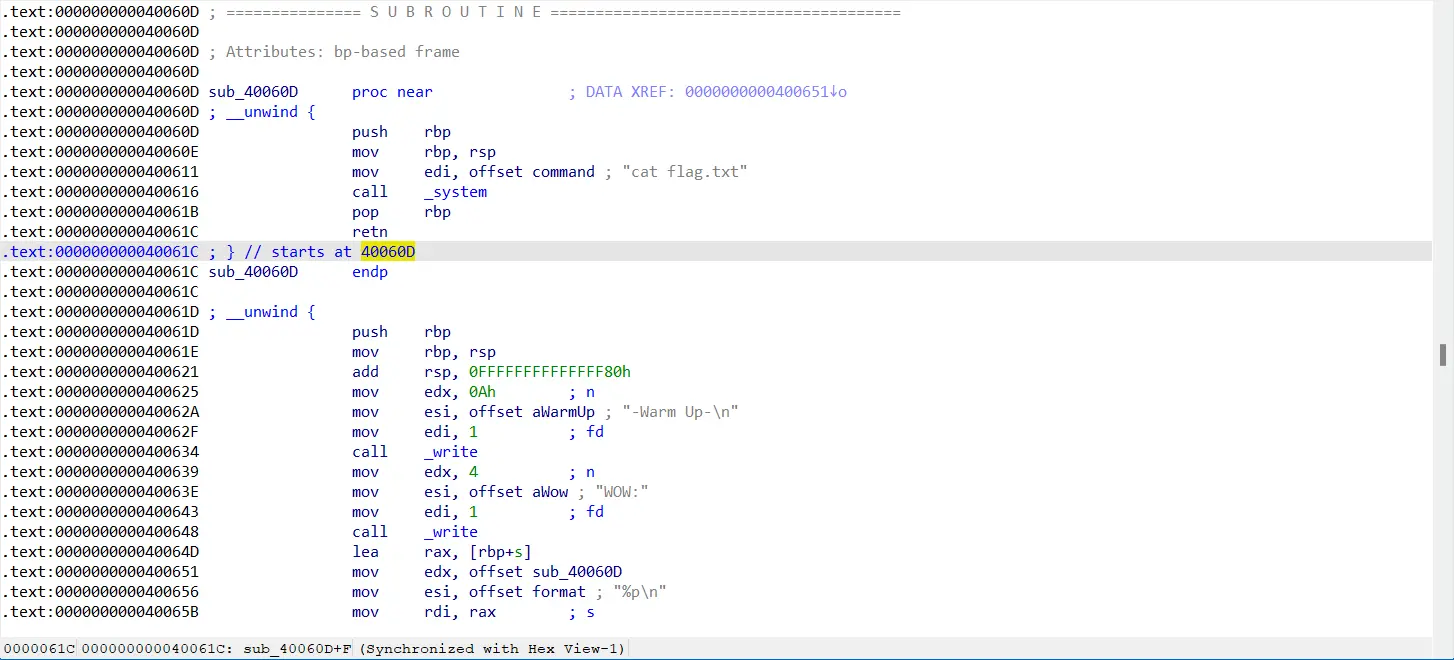 .text:000000000040060D ; =============== S U B R O U T I N E =======================================
.text:000000000040060D
.text:000000000040060D ; Attributes: bp-based frame
.text:000000000040060D
.text:000000000040060D sub_40060D      proc near               ; DATA XREF: 0000000000400651↓o
.text:000000000040060D ; __unwind {
.text:000000000040060D                 push    rbp
.text:000000000040060E                 mov     rbp, rsp
.text:0000000000400611                 mov     edi, offset command ; "cat flag.txt"
.text:0000000000400616                 call    _system
.text:000000000040061B                 pop     rbp
.text:000000000040061C                 retn
.text:000000000040061C ; } // starts at 40060D
.text:000000000040061C sub_40060D      endp
.text:000000000040061C
.text:000000000040061D ; __unwind {
.text:000000000040061D                 push    rbp
.text:000000000040061E                 mov     rbp, rsp
.text:0000000000400621                 add     rsp, 0FFFFFFFFFFFFFF80h
.text:0000000000400625                 mov     edx, 0Ah        ; n
.text:000000000040062A                 mov     esi, offset aWarmUp ; "-Warm Up-\n"
.text:000000000040062F                 mov     edi, 1          ; fd
.text:0000000000400634                 call    _write
.text:0000000000400639                 mov     edx, 4          ; n
.text:000000000040063E                 mov     esi, offset aWow ; "WOW:"
.text:0000000000400643                 mov     edi, 1          ; fd
.text:0000000000400648                 call    _write
.text:000000000040064D                 lea     rax, [rbp+s]
.text:0000000000400651                 mov     edx, offset sub_40060D
.text:0000000000400656                 mov     esi, offset format ; "%p\n"
.text:000000000040065B                 mov     rdi, rax        ; s
0000061C 000000000040061C: sub_40060D+F (Synchronized with Hex View-1)